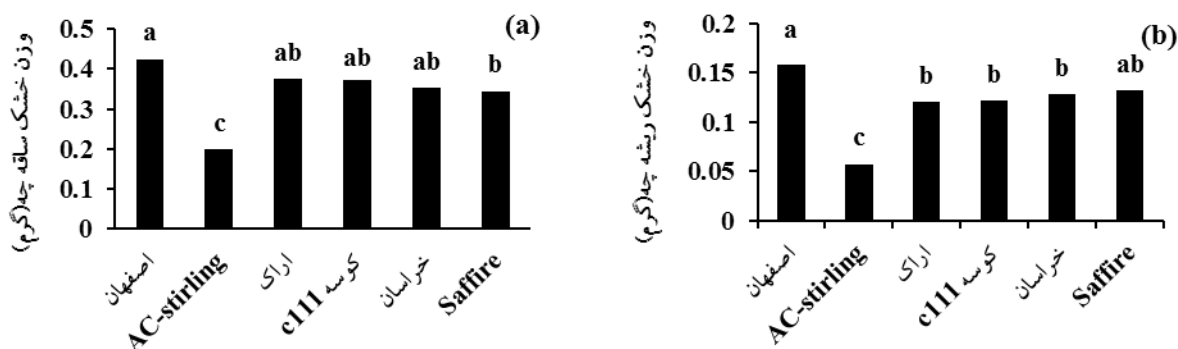 (a)
وزن خشک ساقه چه(گرم)
0.5
0.4
0.3
0.2
0.1
0
a
c
ab
ab
ab
b
اصفهان
AC-stirling
اراک
کوسه c111
خراسان
Saffire
(b)
وزن خشک ریشه چه(گرم)
0.2
0.15
0.1
0.05
0
a
c
b
b
b
ab
اصفهان
AC-stirling
اراک
کوسه c111
خراسان
Saffire